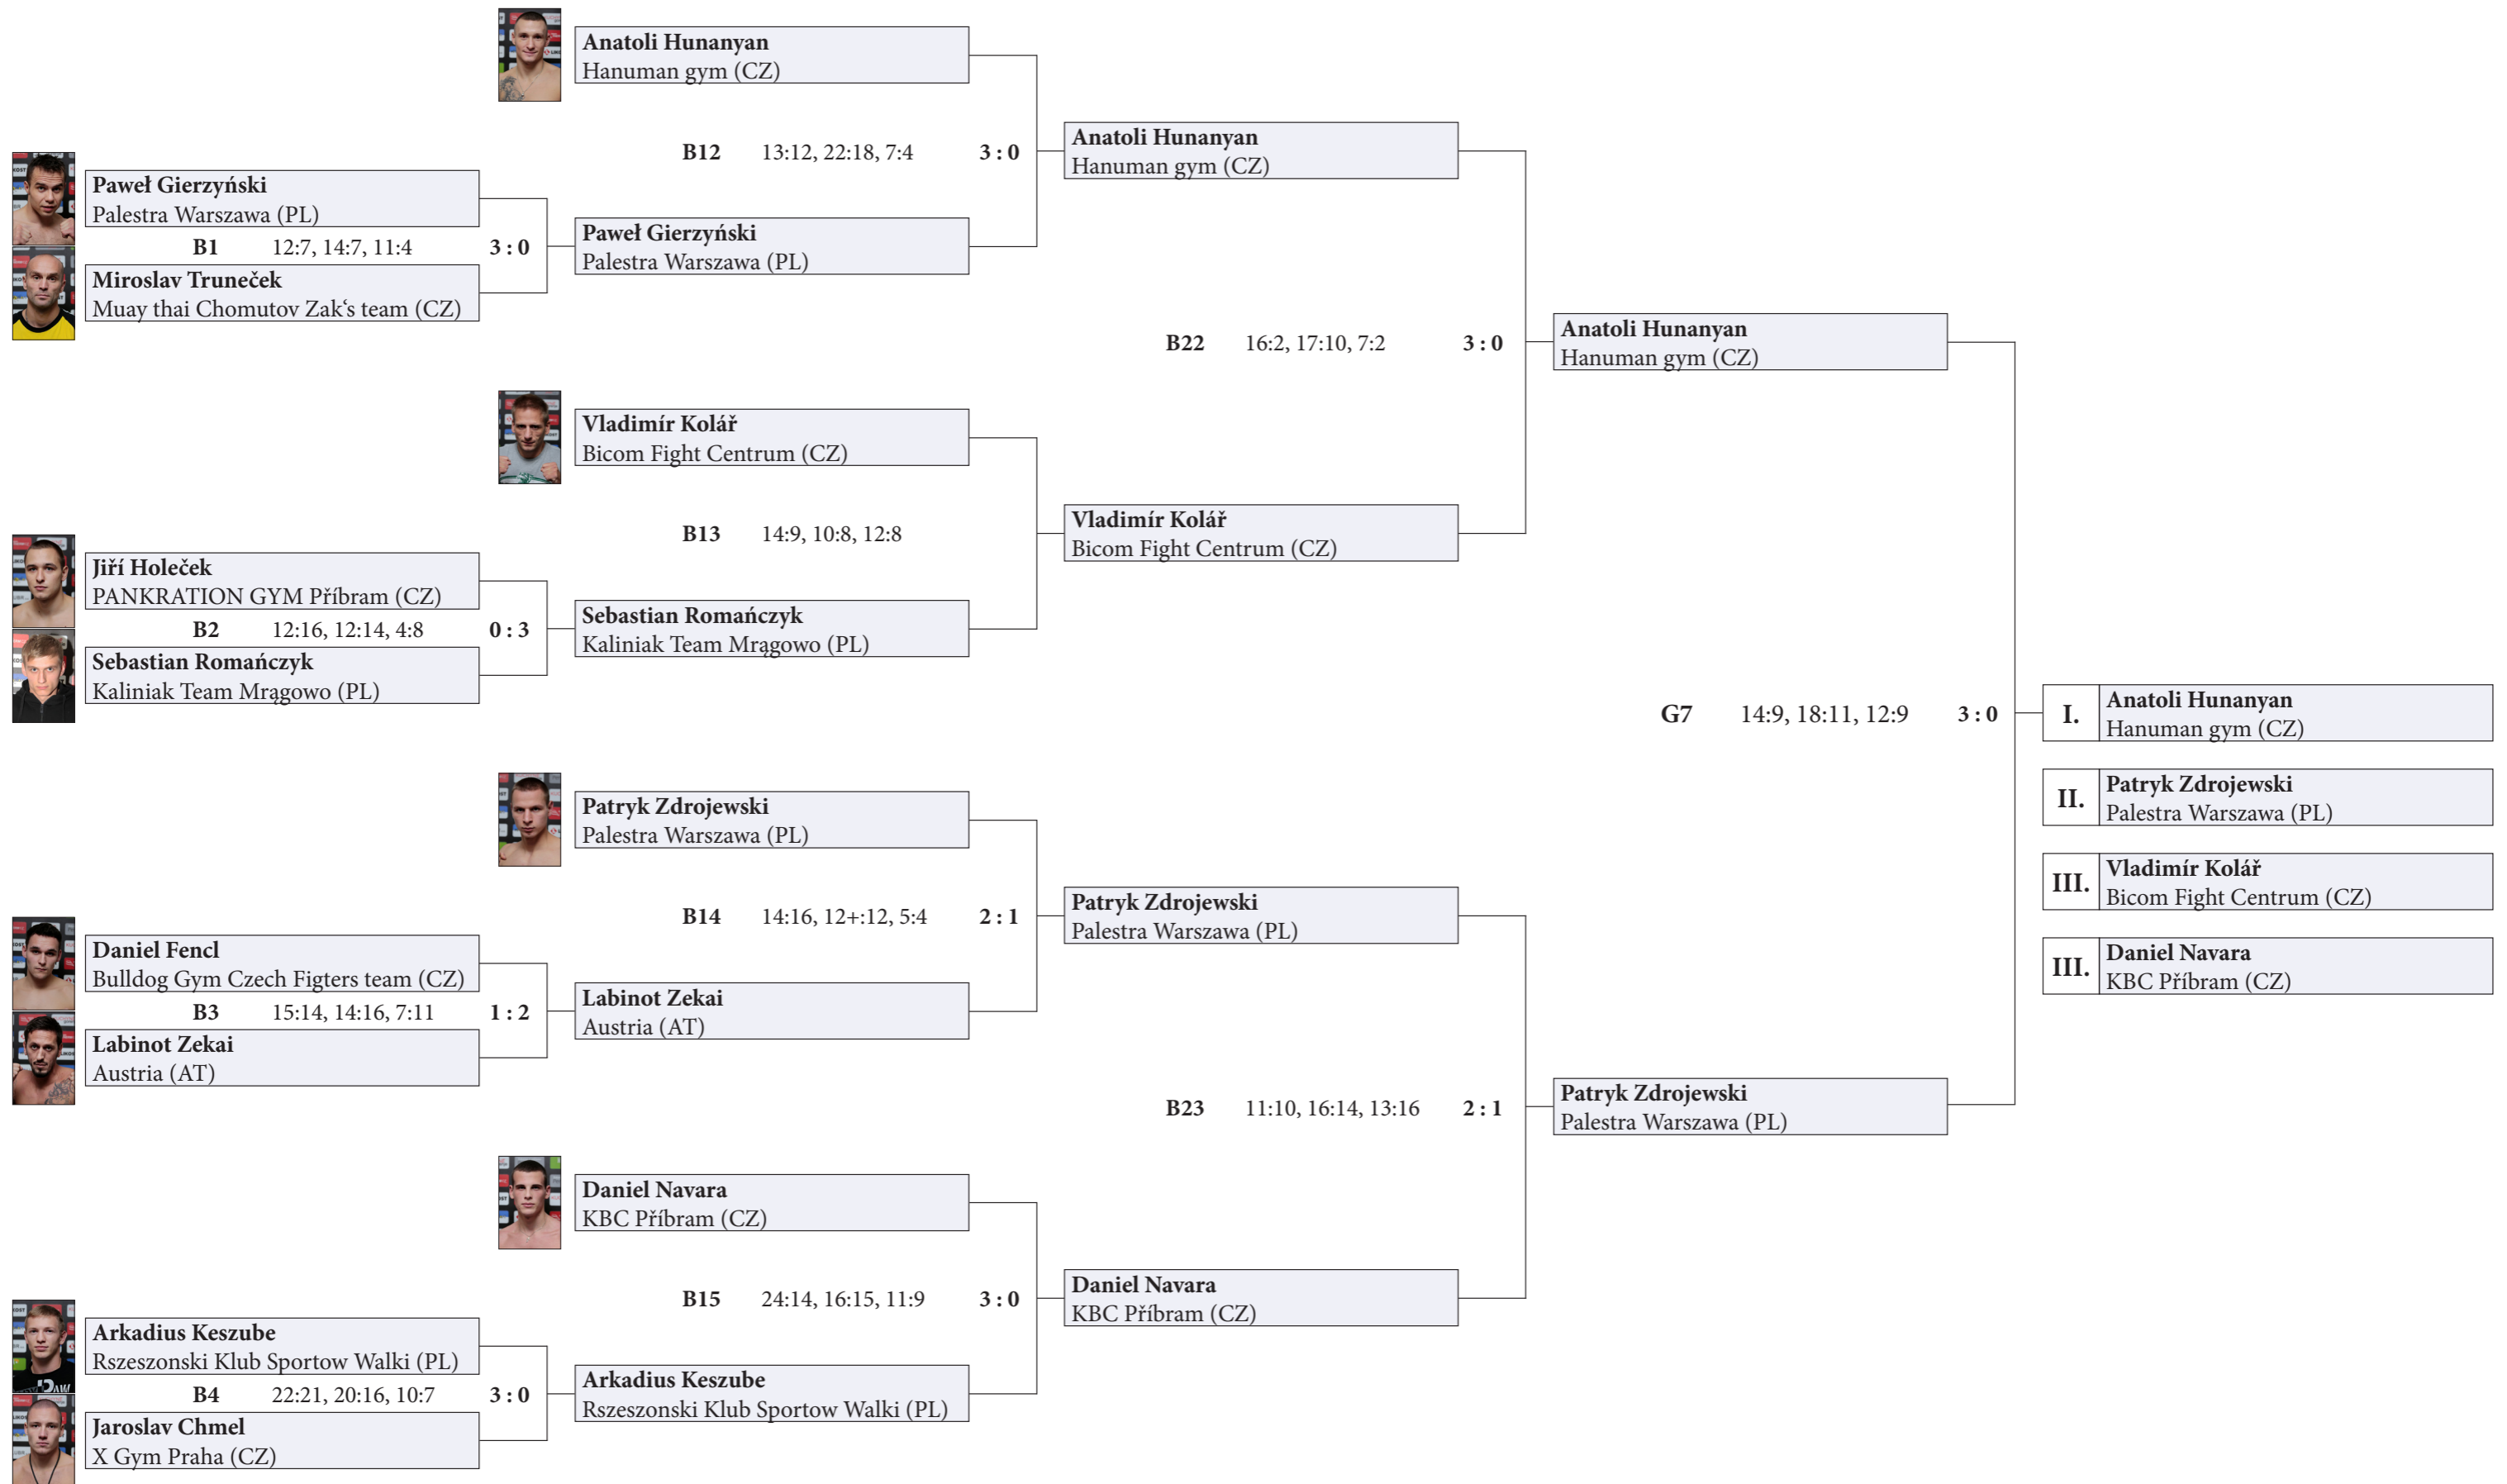 Anatoli Hunanyan
Hanuman gym (CZ)
B12 13:12, 22:18, 7:4 3 : 0
Anatoli Hunanyan
Hanuman gym (CZ)
Paweł Gierzyński
Palestra Warszawa (PL)
B1 12:7, 14:7, 11:4 3 : 0
Miroslav Truneček
Muay thai Chomutov Zak‘s team (CZ)
Paweł Gierzyński
Palestra Warszawa (PL)
B22 16:2, 17:10, 7:2 3 : 0
Anatoli Hunanyan
Hanuman gym (CZ)
Vladimír Kolář
Bicom Fight Centrum (CZ)
B13 14:9, 10:8, 12:8
Vladimír Kolář
Bicom Fight Centrum (CZ)
Jiří Holeček
PANKRATION GYM Příbram (CZ)
B2 12:16, 12:14, 4:8 0 : 3
Sebastian Romańczyk
Kaliniak Team Mrągowo (PL)
Sebastian Romańczyk
Kaliniak Team Mrągowo (PL)
G7 14:9, 18:11, 12:9 3 : 0
I. Anatoli Hunanyan
Hanuman gym (CZ)
II. Patryk Zdrojewski
Palestra Warszawa (PL)
III. Vladimír Kolář
Bicom Fight Centrum (CZ)
III. Daniel Navara
KBC Příbram (CZ)
Patryk Zdrojewski
Palestra Warszawa (PL)
B14 14:16, 12+:12, 5:4 2 : 1
Patryk Zdrojewski
Palestra Warszawa (PL)
Daniel Fencl
Bulldog Gym Czech Figters team (CZ)
B3 15:14, 14:16, 7:11 1 : 2
Labinot Zekai
Austria (AT)
Labinot Zekai
Austria (AT)
B23 11:10, 16:14, 13:16 2 : 1
Patryk Zdrojewski
Palestra Warszawa (PL)
Daniel Navara
KBC Příbram (CZ)
B15 24:14, 16:15, 11:9 3 : 0
Daniel Navara
KBC Příbram (CZ)
Arkadius Keszube
Rszeszonski Klub Sportow Walki (PL)
B4 22:21, 20:16, 10:7 3 : 0
Jaroslav Chmel
X Gym Praha (CZ)
Arkadius Keszube
Rszeszonski Klub Sportow Walki (PL)